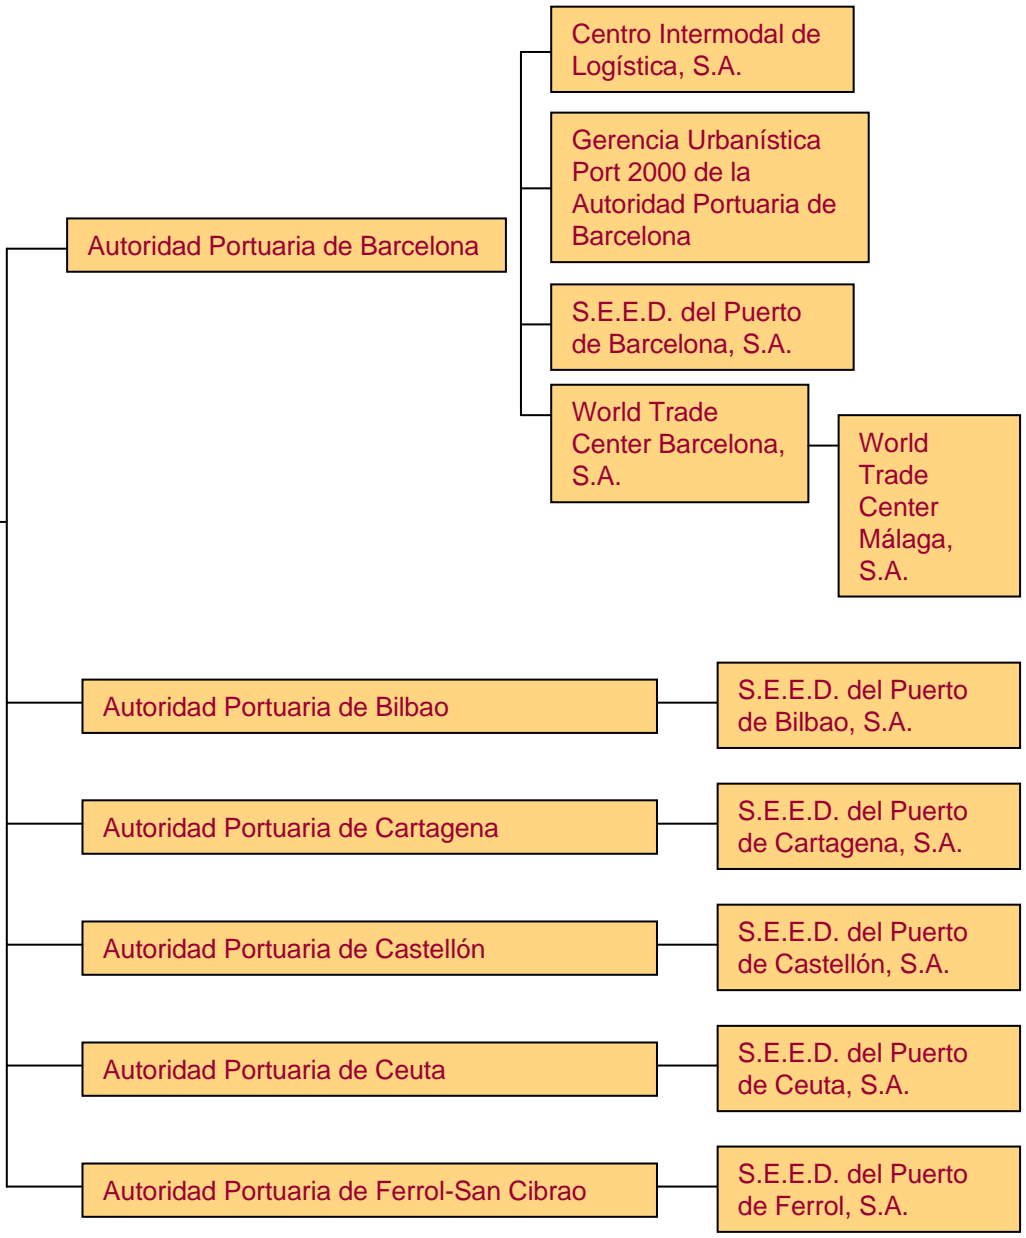 Centro Intermodal de
Logística, S.A.
Gerencia Urbanística
Port 2000 de la
Autoridad Portuaria de
Barcelona
Autoridad Portuaria de Barcelona
S.E.E.D. del Puerto
de Barcelona, S.A.
World Trade
Center Barcelona,
S.A.
World
Trade
Center
Málaga,
S.A.
Autoridad Portuaria de Bilbao
S.E.E.D. del Puerto
de Bilbao, S.A.
Autoridad Portuaria de Cartagena
S.E.E.D. del Puerto
de Cartagena, S.A.
Autoridad Portuaria de Castellón
S.E.E.D. del Puerto
de Castellón, S.A.
Autoridad Portuaria de Ceuta
S.E.E.D. del Puerto
de Ceuta, S.A.
Autoridad Portuaria de Ferrol-San Cibrao
S.E.E.D. del Puerto
de Ferrol, S.A.